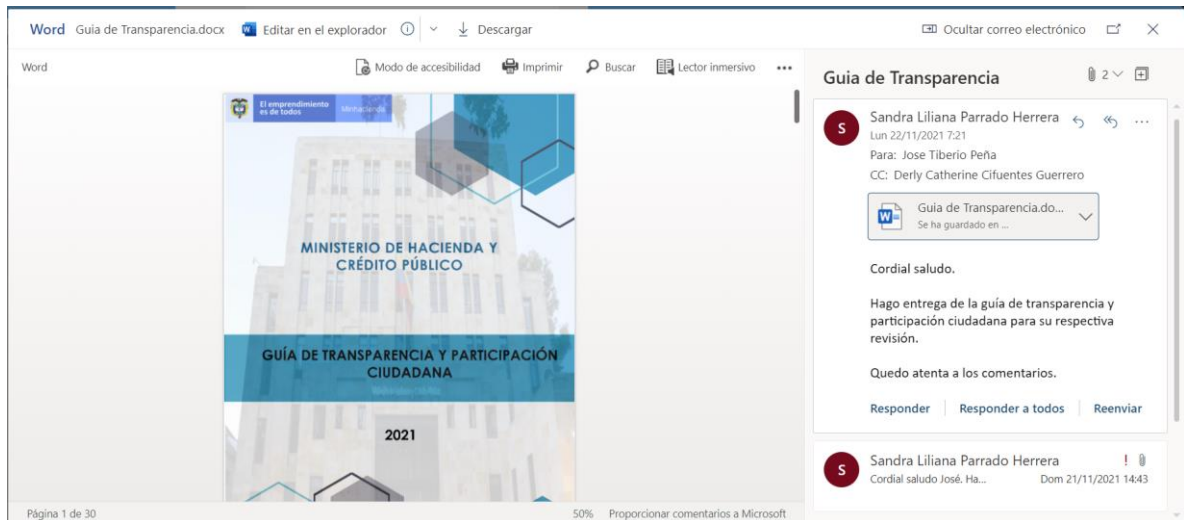 Word Guia de Transparencia.docx Editar en el explorador Descargar
Ocultar correo electrónico
Word Modo de accesibilidad Imprimir Buscar Lector inmersivo ...
El emprendimiento
es de todos
Minhacienda
MINISTERIO DE HACIENDA Y
CRÉDITO PÚBLICO
GUÍA DE TRANSPARENCIA Y PARTICIPACIÓN
CIUDADANA
2021
Página 1 de 30
50% Proporcionar comentarios a Microsoft
Guia de Transparencia 2
S
Sandra Liliana Parrado Herrera ...
Lun 22/11/2021 7:21
Para: Jose Tiberio Peña
CC: Derly Catherine Cifuentes Guerrero
Guia de Transparencia.do...
Se ha guardado en ...
Cordial saludo.
Hago entrega de la guía de transparencia y
participación ciudadana para su respectiva
revisión.
Quedo atenta a los comentarios.
Responder Responder a todos Reenviar
S
Sandra Liliana Parrado Herrera !
Cordial saludo José. Ha... Dom 21/11/2021 14:43